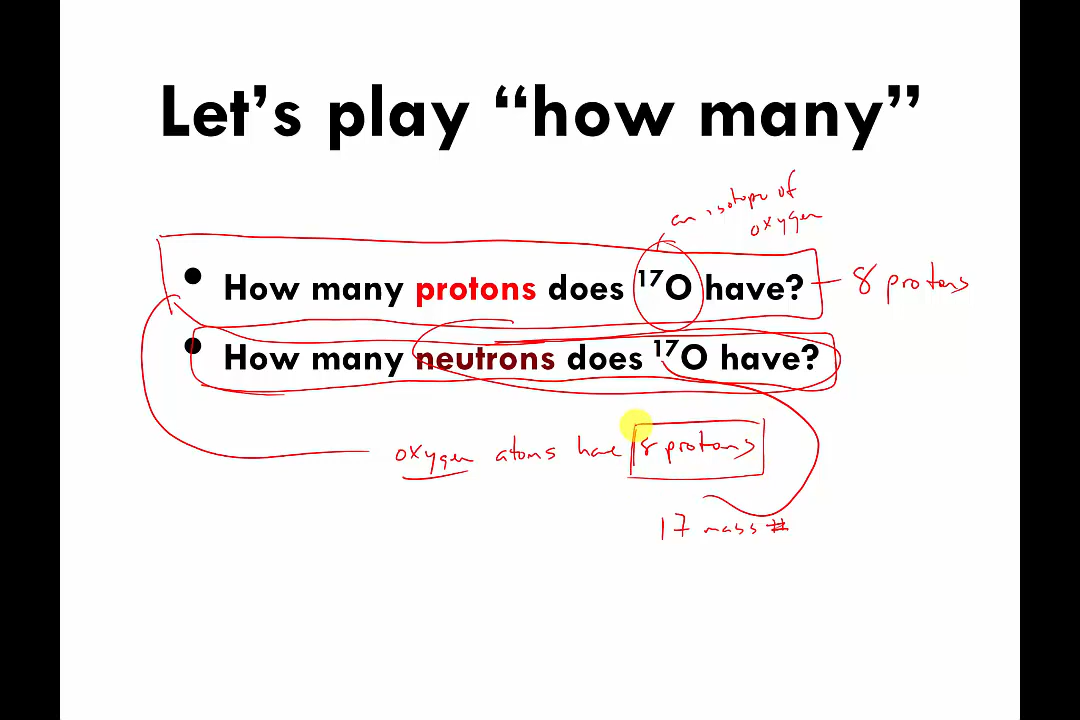 Let's play “how many”
an isotope of
oxygen
• How many protons does ¹⁷O have? — 8 protons
• How many neutrons does ¹⁷O have?
oxygen atoms have 8 protons
17 mass #